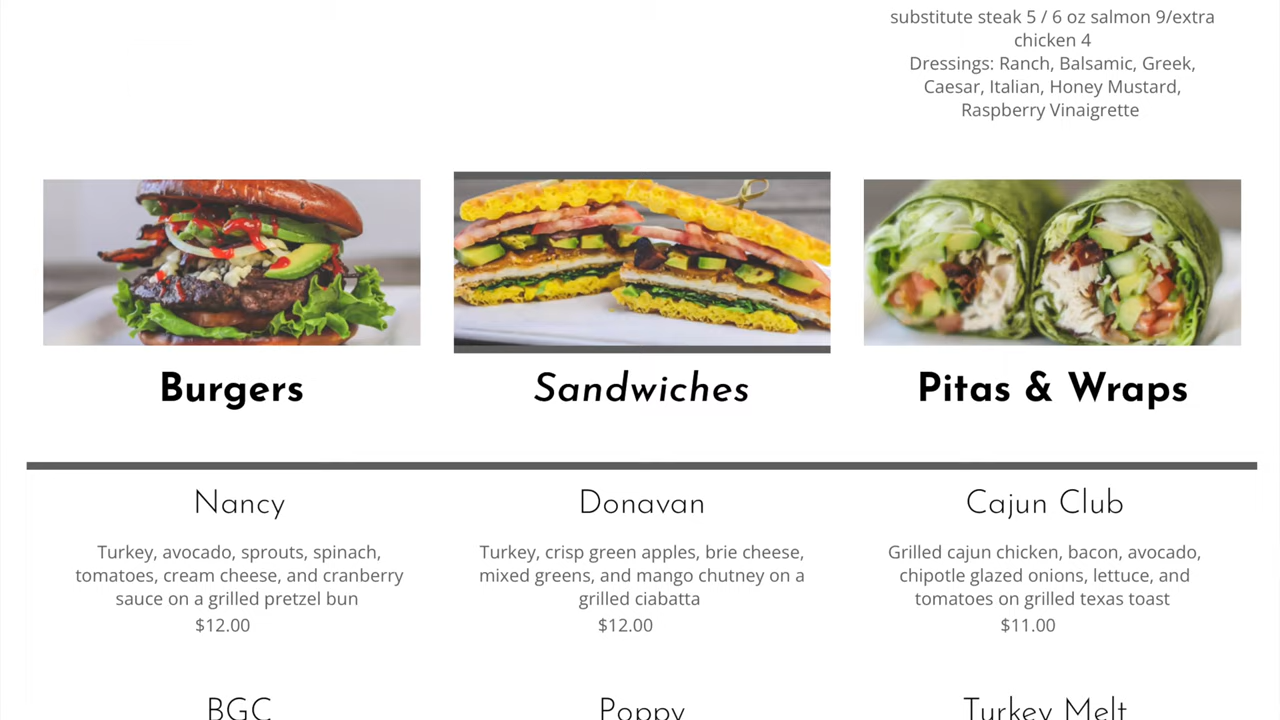 substitute steak 5 / 6 oz salmon 9/extra
chicken 4
Dressings: Ranch, Balsamic, Greek,
Caesar, Italian, Honey Mustard,
Raspberry Vinaigrette
Burgers
Sandwiches
Pitas & Wraps
Nancy
Turkey, avocado, sprouts, spinach,
tomatoes, cream cheese, and cranberry
sauce on a grilled pretzel bun
$12.00
Donavan
Turkey, crisp green apples, brie cheese,
mixed greens, and mango chutney on a
grilled ciabatta
$12.00
Cajun Club
Grilled cajun chicken, bacon, avocado,
chipotle glazed onions, lettuce, and
tomatoes on grilled texas toast
$11.00
BGC
Poppy
Turkey Melt